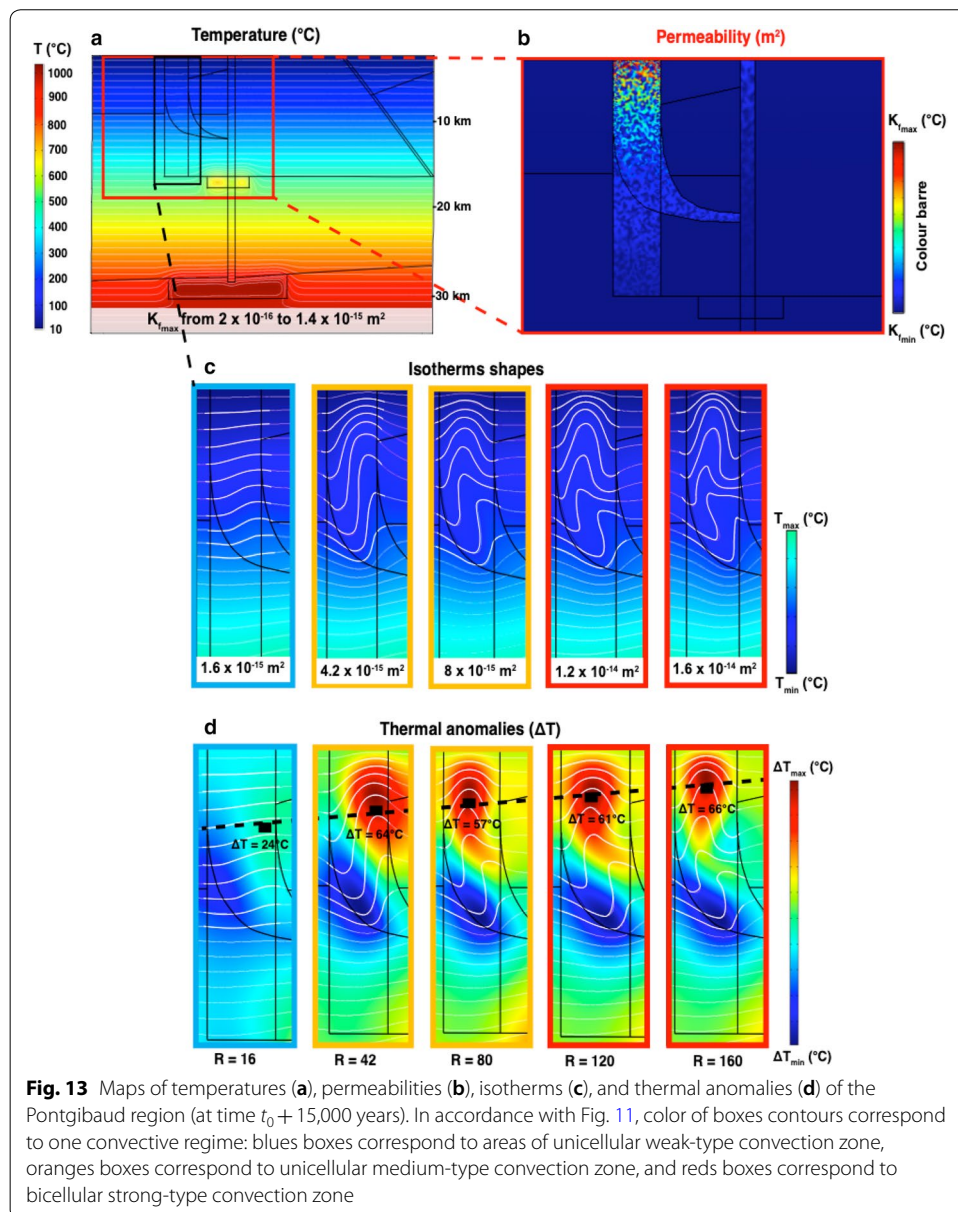 a
Temperature (°C)
T (°C)
1000
900
800
700
600
500
400
300
200
100
10
-10 km
-20 km
-30 km
K_fmax from 2 x 10⁻¹⁶ to 1.4 x 10⁻¹⁵ m²
b
Permeability (m²)
K_fmax (°C)
Colour barre
K_fmin (°C)
c
Isotherms shapes
1.6 x 10⁻¹⁵ m²
4.2 x 10⁻¹⁵ m²
8 x 10⁻¹⁵ m²
1.2 x 10⁻¹⁴ m²
1.6 x 10⁻¹⁴ m²
T_max (°C)
T_min (°C)
d
Thermal anomalies (ΔT)
ΔT = 24°C
ΔT = 64°C
ΔT = 57°C
ΔT = 61°C
ΔT = 66°C
ΔT_max (°C)
ΔT_min (°C)
R = 16
R = 42
R = 80
R = 120
R = 160
Fig. 13 Maps of temperatures (a), permeabilities (b), isotherms (c), and thermal anomalies (d) of the
Pontgibaud region (at time t₀ + 15,000 years). In accordance with Fig. 11, color of boxes contours correspond
to one convective regime: blues boxes correspond to areas of unicellular weak-type convection zone,
oranges boxes correspond to unicellular medium-type convection zone, and reds boxes correspond to
bicellular strong-type convection zone